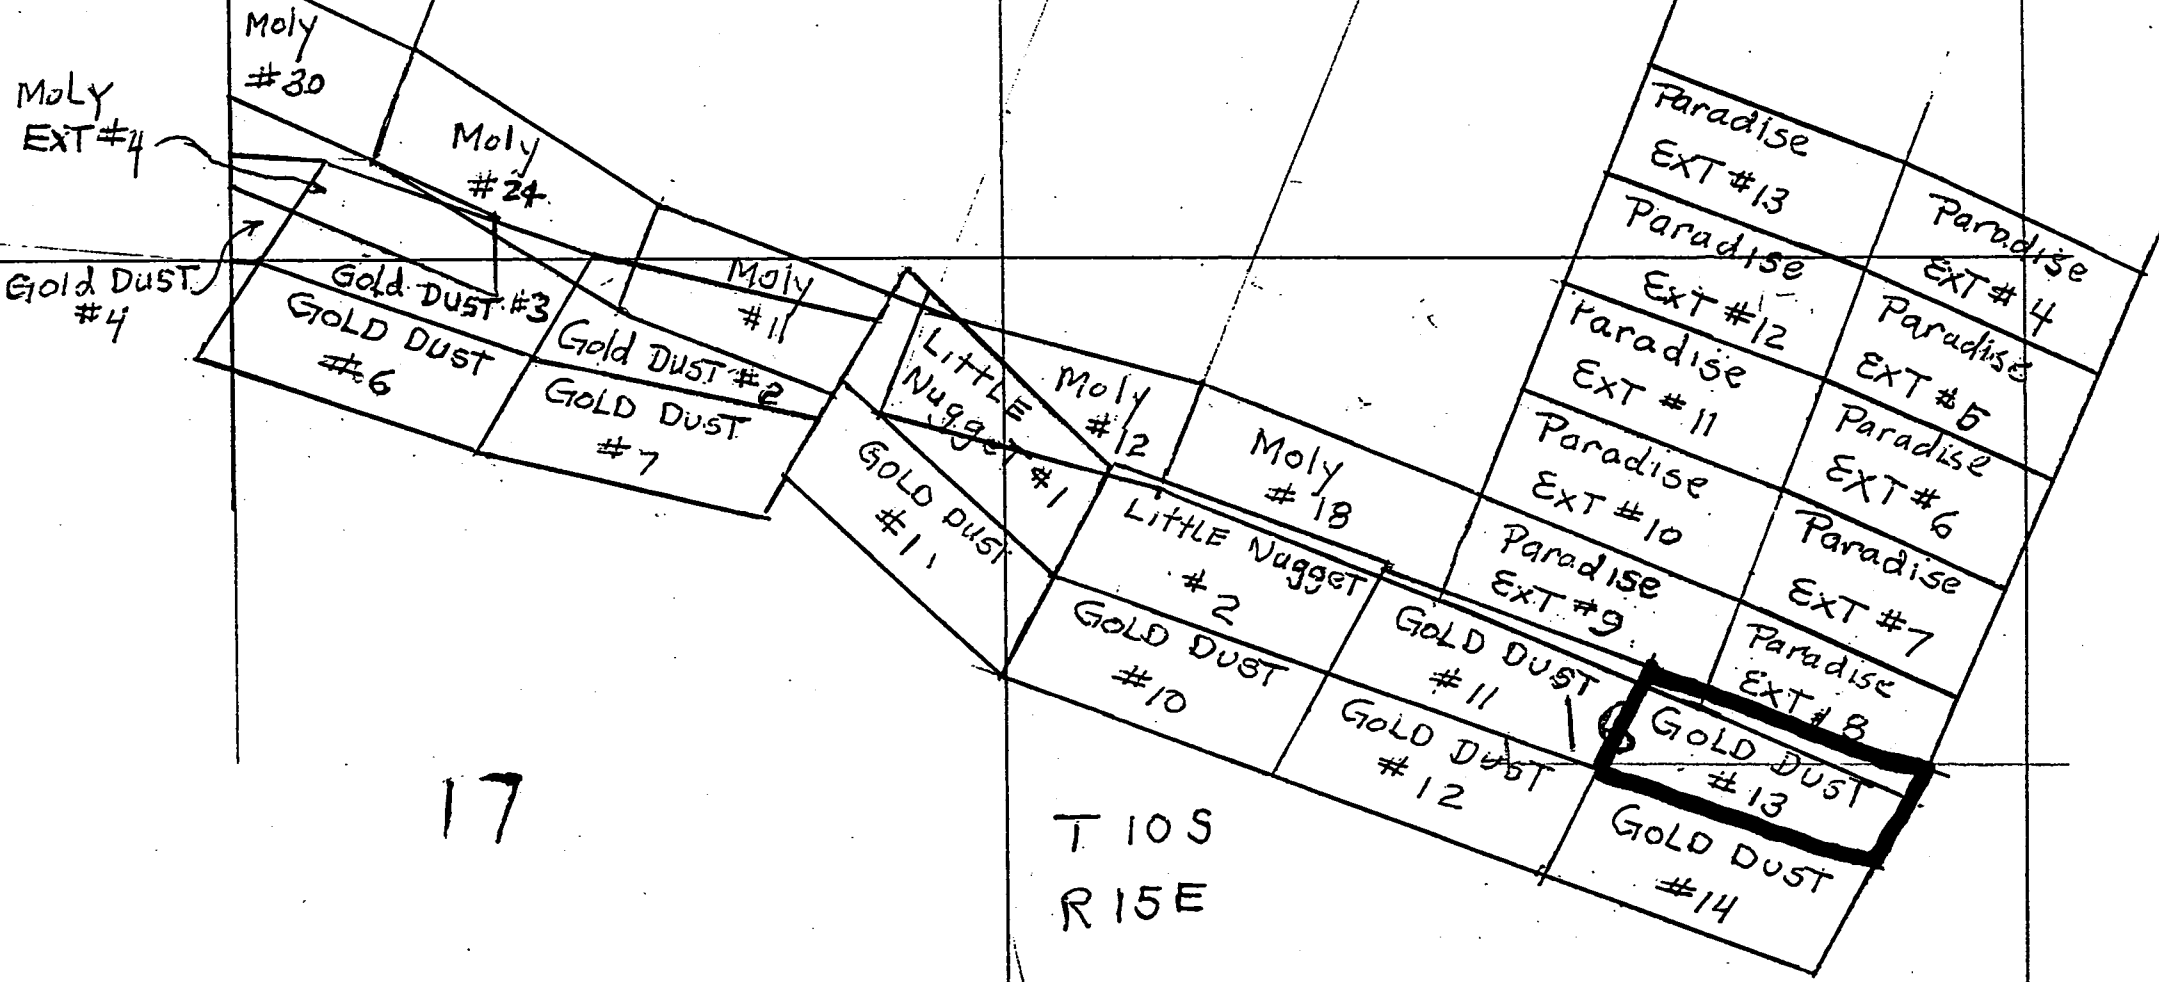 Moly
#30
MoLy
ExT #4
Moly
#24
Gold DusT
#4
Gold DusT #3
GoLD DusT
#6
Moly
#11
Gold DusT #2
GoLD DusT
#7
LiTTLE
Nugget #1
GoLD DusT
#11
Moly
#12
Moly
#18
LiTTLE NuggeT
#2
GoLD DusT
#10
GoLD DusT
#11
GoLD DusT
#12
Paradise
ExT #13
Paradise
ExT #12
Paradise
ExT #11
Paradise
ExT #10
Paradise
ExT #9
Paradise
ExT # 4
Paradise
ExT #5
Paradise
ExT #6
Paradise
ExT #7
Paradise
ExT # 8
GoLD DusT
#13
GoLD DusT
#14
17
T 10 S
R 15 E